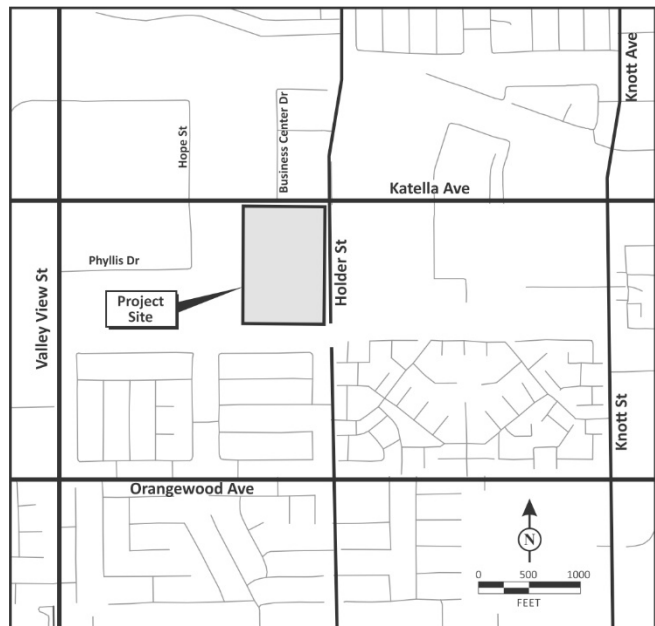 Knott Ave
Hope St
Business Center Dr
Katella Ave
Valley View St
Phyllis Dr
Holder St
Project
Site
Knott St
Orangewood Ave
N
0 500 1000
FEET